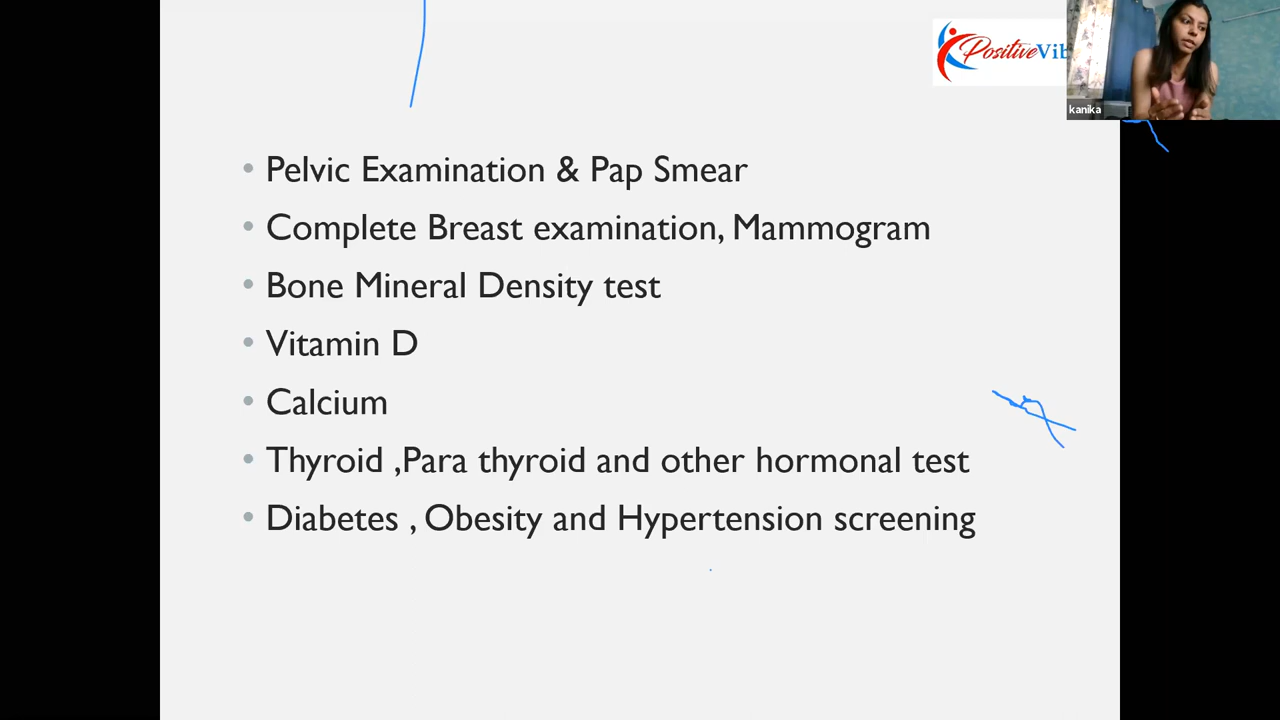 PositiveVib
kanika
• Pelvic Examination & Pap Smear
• Complete Breast examination, Mammogram
• Bone Mineral Density test
• Vitamin D
• Calcium
• Thyroid ,Para thyroid and other hormonal test
• Diabetes , Obesity and Hypertension screening